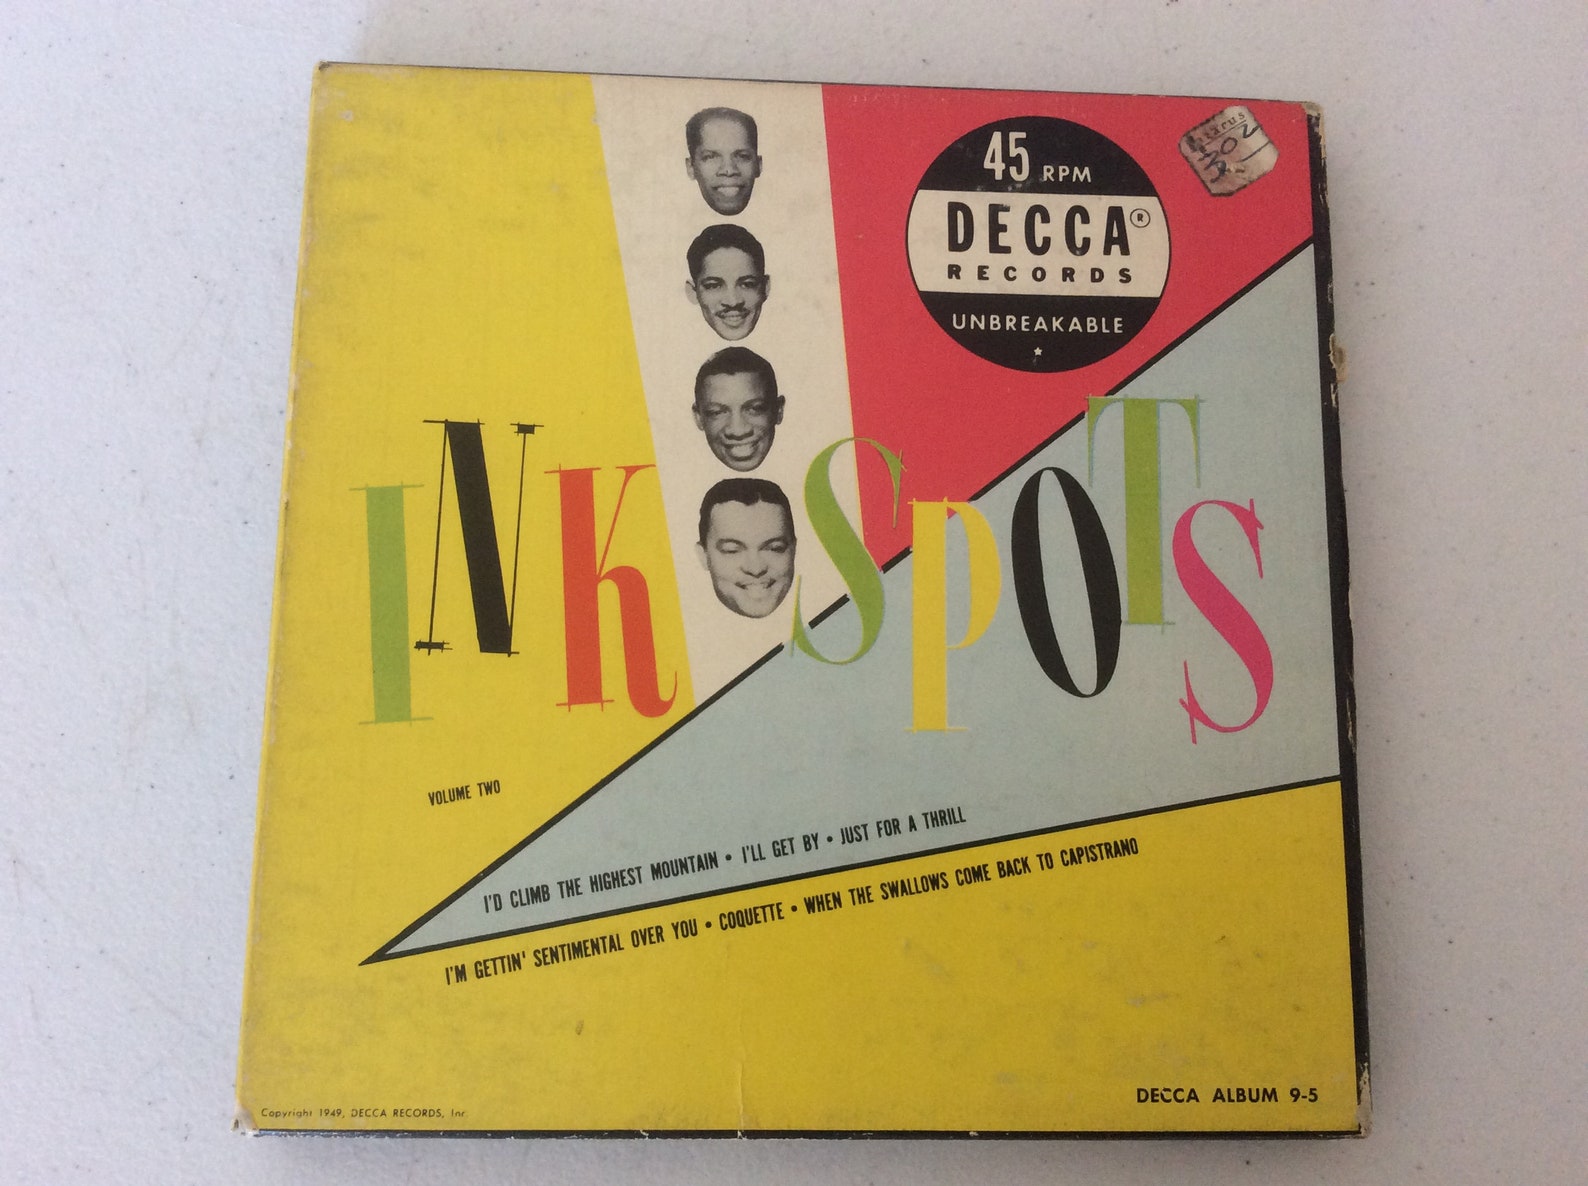 45 RPM
DECCA®
RECORDS
UNBREAKABLE
302
INK SPOTS
VOLUME TWO
I'D CLIMB THE HIGHEST MOUNTAIN • I'LL GET BY • JUST FOR A THRILL
I'M GETTIN' SENTIMENTAL OVER YOU • COQUETTE • WHEN THE SWALLOWS COME BACK TO CAPISTRANO
DECCA ALBUM 9-5
Copyright 1949, DECCA RECORDS, Inc